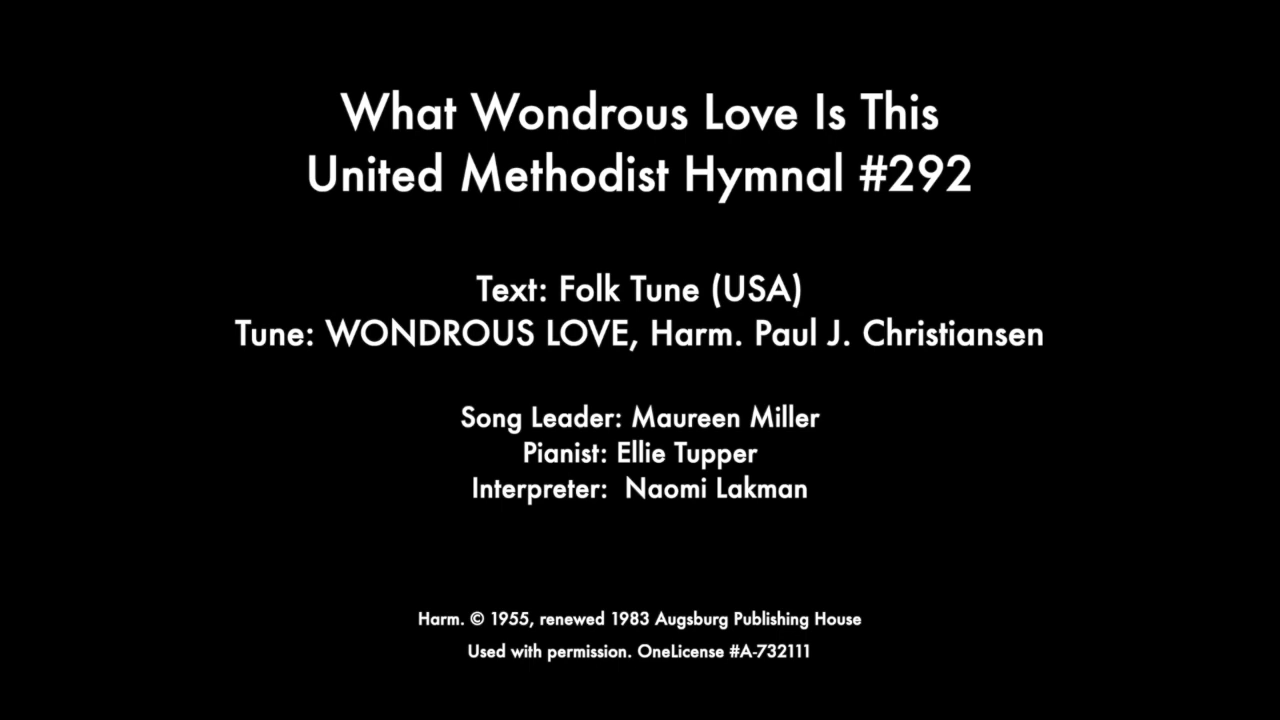 What Wondrous Love Is This
United Methodist Hymnal #292
Text: Folk Tune (USA)
Tune: WONDROUS LOVE, Harm. Paul J. Christiansen
Song Leader: Maureen Miller
Pianist: Ellie Tupper
Interpreter:  Naomi Lakman
Harm. © 1955, renewed 1983 Augsburg Publishing House
Used with permission. OneLicense #A-732111